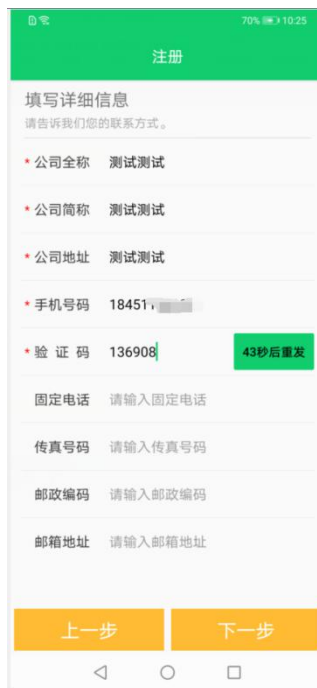 70% 10:25
注册
填写详细信息
请告诉我们您的联系方式。
* 公司全称 测试测试
* 公司简称 测试测试
* 公司地址 测试测试
* 手机号码 18451
* 验 证 码 136908 43秒后重发
固定电话 请输入固定电话
传真号码 请输入传真号码
邮政编码 请输入邮政编码
邮箱地址 请输入邮箱地址
上一步 下一步